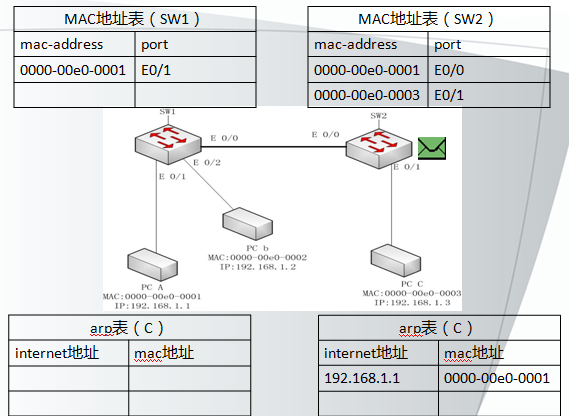 MAC地址表（SW1）
mac-address port
0000-00e0-0001 E0/1
MAC地址表（SW2）
mac-address port
0000-00e0-0001 E0/0
0000-00e0-0003 E0/1
SW1
E 0/0
E 0/2
E 0/1
SW2
E 0/0
E 0/1
PC b
MAC:0000-00e0-0002
IP:192.168.1.2
PC A
MAC:0000-00e0-0001
IP:192.168.1.1
PC C
MAC:0000-00e0-0003
IP:192.168.1.3
arp表（C）
internet地址 mac地址
arp表（C）
internet地址 mac地址
192.168.1.1 0000-00e0-0001